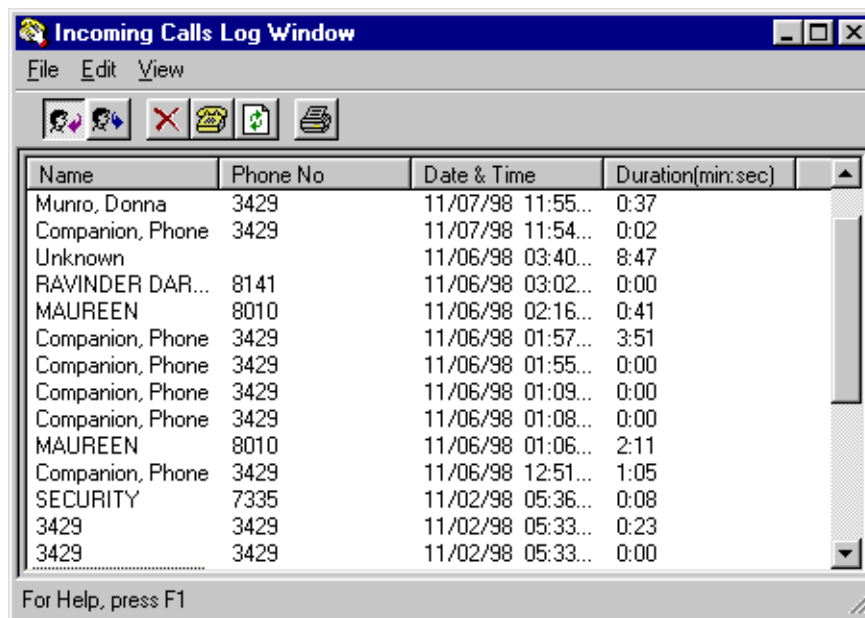 Incoming Calls Log Window
File Edit View
Name Phone No Date & Time Duration(min:sec)
Munro, Donna 3429 11/07/98 11:55... 0:37
Companion, Phone 3429 11/07/98 11:54... 0:02
Unknown 11/06/98 03:40... 8:47
RAVINDER DAR... 8141 11/06/98 03:02... 0:00
MAUREEN 8010 11/06/98 02:16... 0:41
Companion, Phone 3429 11/06/98 01:57... 3:51
Companion, Phone 3429 11/06/98 01:55... 0:00
Companion, Phone 3429 11/06/98 01:09... 0:00
Companion, Phone 3429 11/06/98 01:08... 0:00
MAUREEN 8010 11/06/98 01:06... 2:11
Companion, Phone 3429 11/06/98 12:51... 1:05
SECURITY 7335 11/02/98 05:36... 0:08
3429 3429 11/02/98 05:33... 0:23
3429 3429 11/02/98 05:33... 0:00
For Help, press F1